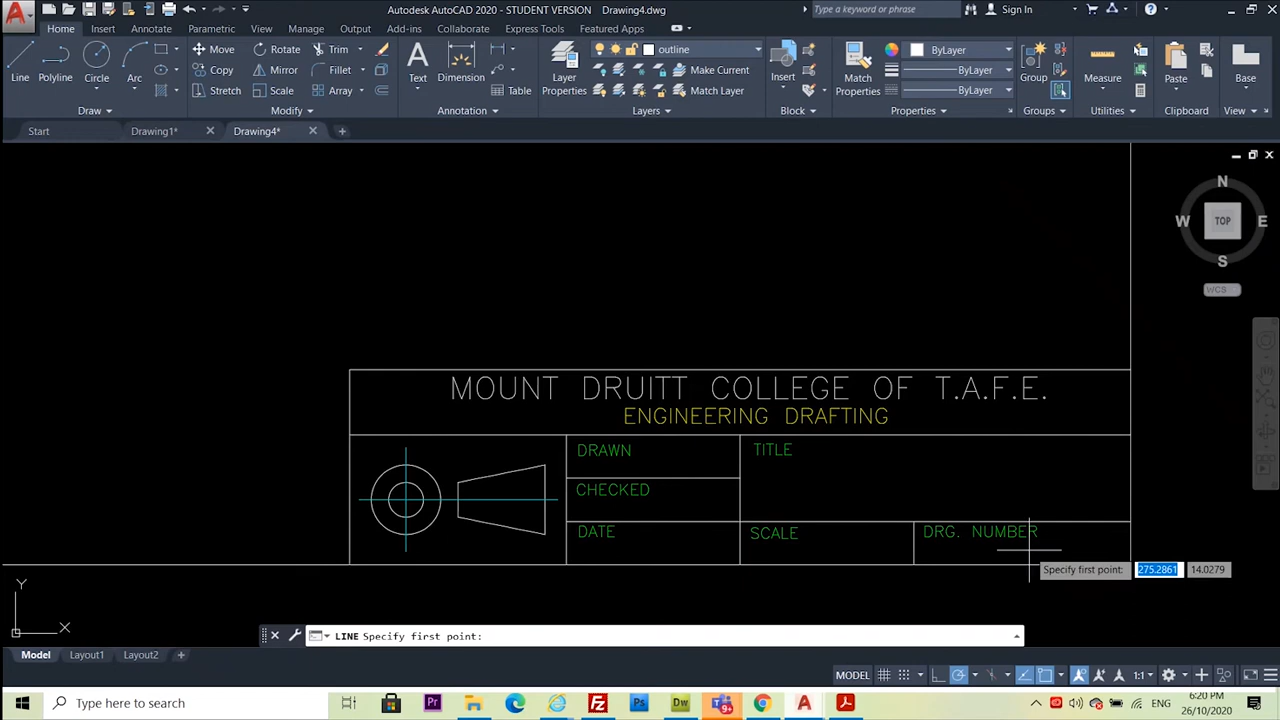 Autodesk AutoCAD 2020 - STUDENT VERSION Drawing4.dwg
Type a keyword or phrase
Sign In
Home Insert Annotate Parametric View Manage Output Add-ins Collaborate Express Tools Featured Apps
Line
Polyline
Circle
Arc
Move
Rotate
Trim
Copy
Mirror
Fillet
Stretch
Scale
Array
Text
Dimension
Table
Layer
Properties
outline
Make Current
Match Layer
Insert
Match
Properties
ByLayer
ByLayer
ByLayer
Group
Measure
Paste
Base
Draw
Modify
Annotation
Layers
Block
Properties
Groups
Utilities
Clipboard
View
Start
Drawing1*
Drawing4*
N
W TOP E
S
WCS
MOUNT DRUITT COLLEGE OF T.A.F.E.
ENGINEERING DRAFTING
DRAWN
TITLE
CHECKED
DATE
SCALE
DRG. NUMBER
Specify first point: 275.2861 14.0279
Y
X
LINE Specify first point:
Model Layout1 Layout2
MODEL
1:1
Type here to search
Pr
Ps
Dw
9+
A
ENG
6:20 PM
26/10/2020